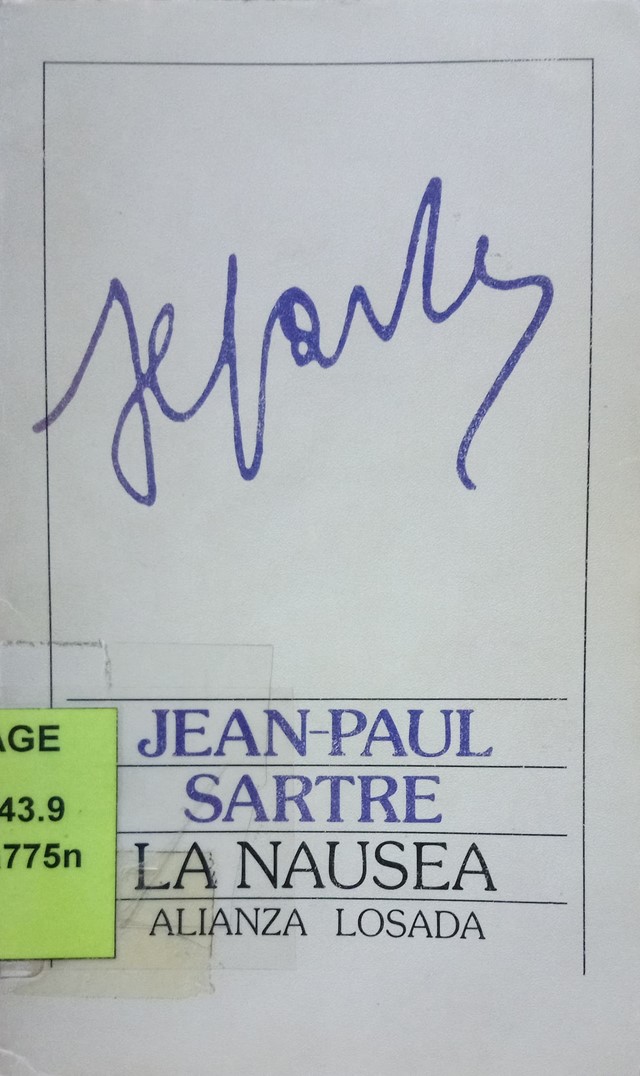 JEAN-PAUL
SARTRE
LA NAUSEA
ALIANZA LOSADA
AGE
43.9
775n